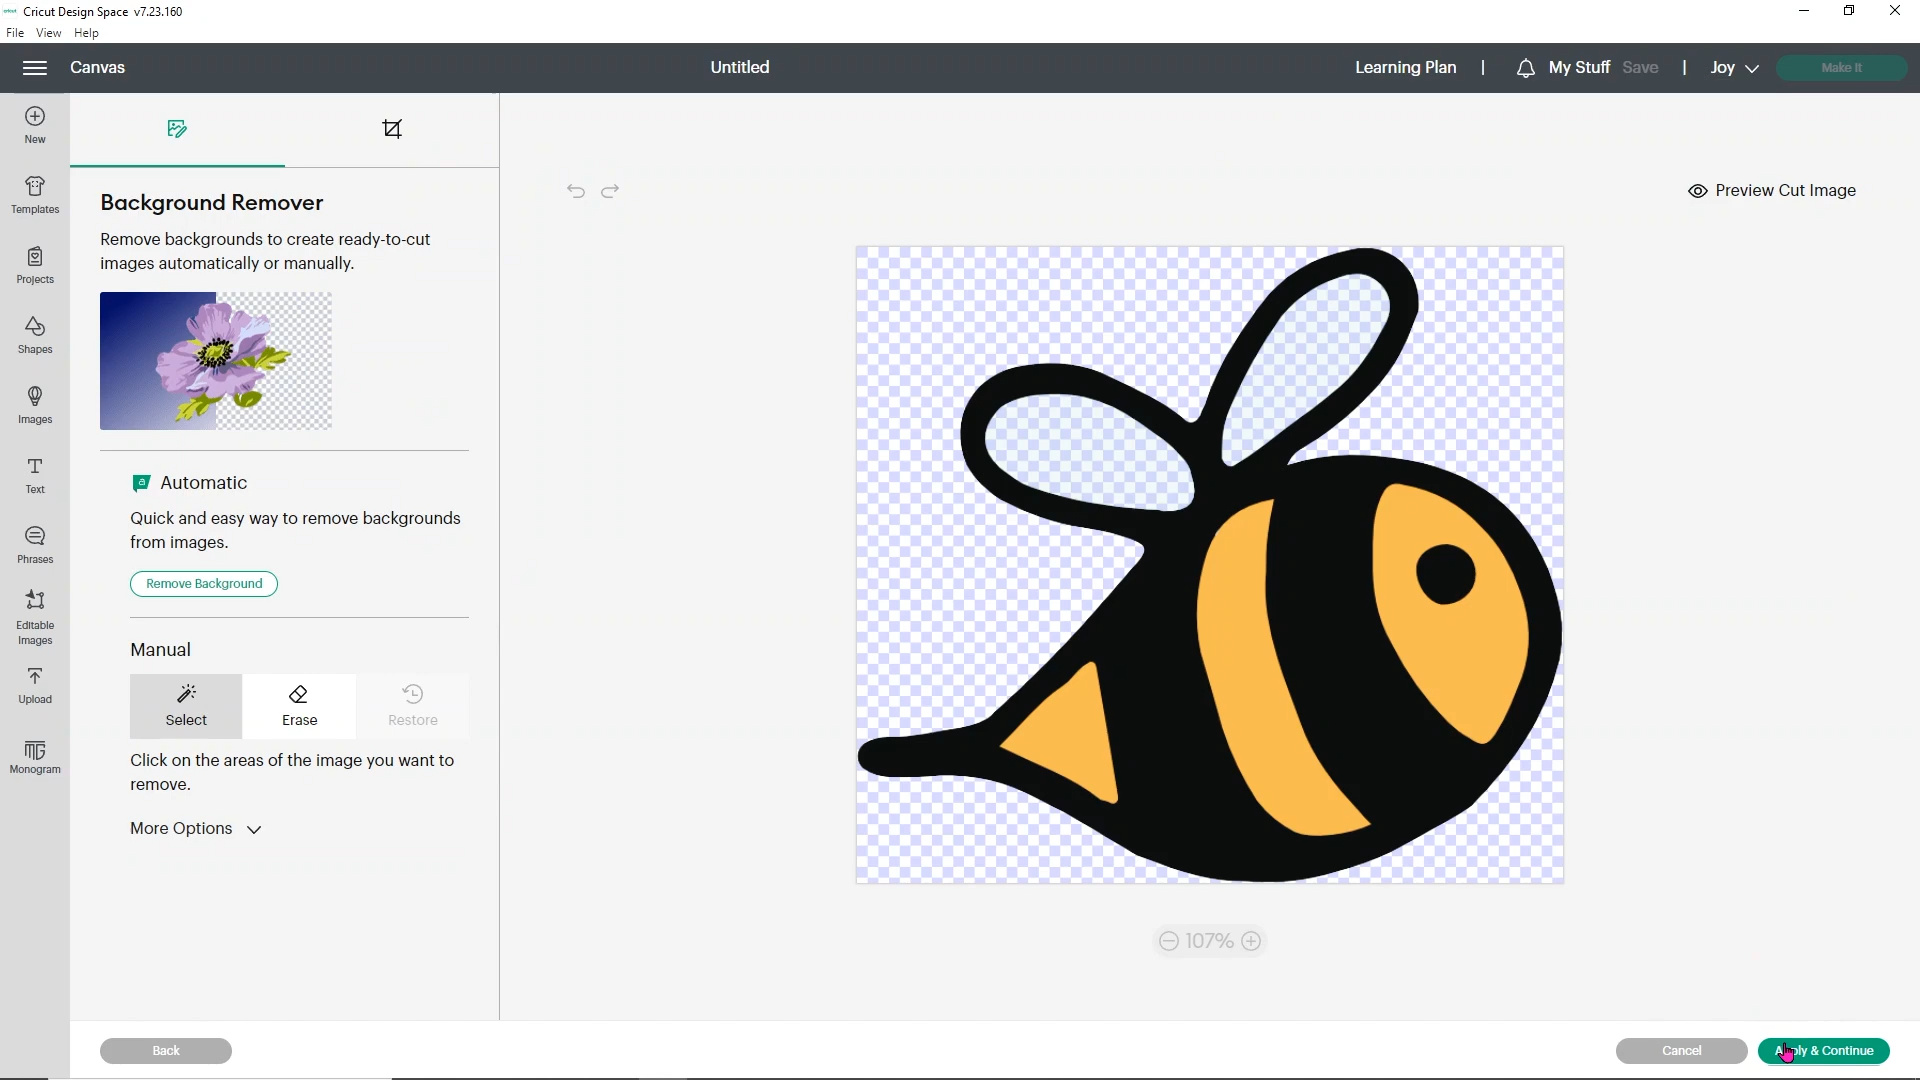 Cricut Design Space v7.23.160
File View Help
Canvas
Untitled
Learning Plan | My Stuff Save | Joy Make It
New
Templates
Projects
Shapes
Images
Text
Phrases
Editable
Images
Upload
Monogram
Background Remover
Remove backgrounds to create ready-to-cut
images automatically or manually.
Automatic
Quick and easy way to remove backgrounds
from images.
Remove Background
Manual
Select Erase Restore
Click on the areas of the image you want to
remove.
More Options
Preview Cut Image
107%
Back
Cancel
& Continue